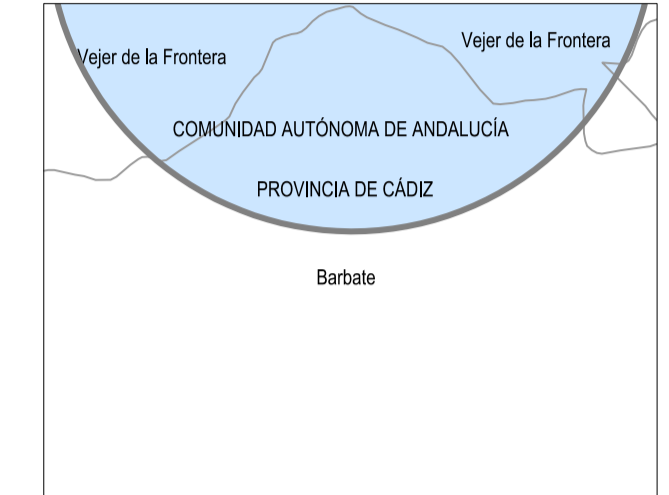 Vejer de la Frontera
Vejer de la Frontera
COMUNIDAD AUTÓNOMA DE ANDALUCÍA
PROVINCIA DE CÁDIZ
Barbate